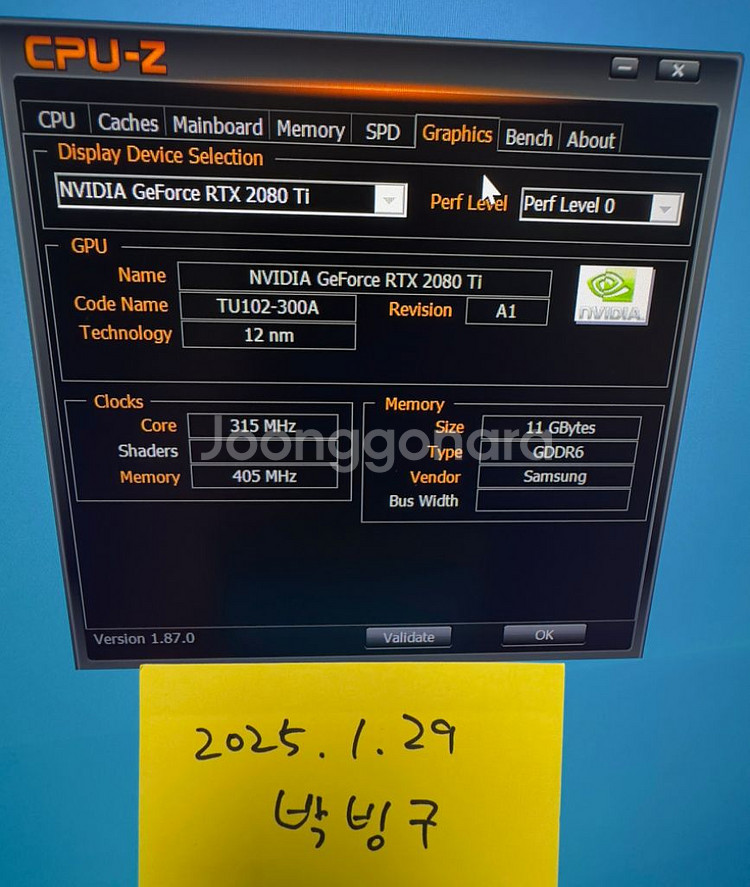 CPU-Z
CPU Caches Mainboard Memory SPD Graphics Bench About
Display Device Selection
NVIDIA GeForce RTX 2080 Ti Perf Level Perf Level 0
GPU
Name NVIDIA GeForce RTX 2080 Ti
Code Name TU102-300A Revision A1
Technology 12 nm
NVIDIA.
Clocks
Core 315 MHz
Shaders
Memory 405 MHz
Memory
Size 11 GBytes
Type GDDR6
Vendor Samsung
Bus Width
Joonggonara
Version 1.87.0 Validate OK
2025.1.29
박빙구